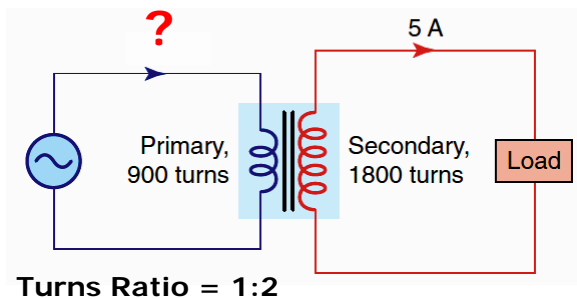 ?
5 A
Primary,
900 turns
Secondary,
1800 turns
Load
Turns Ratio = 1:2